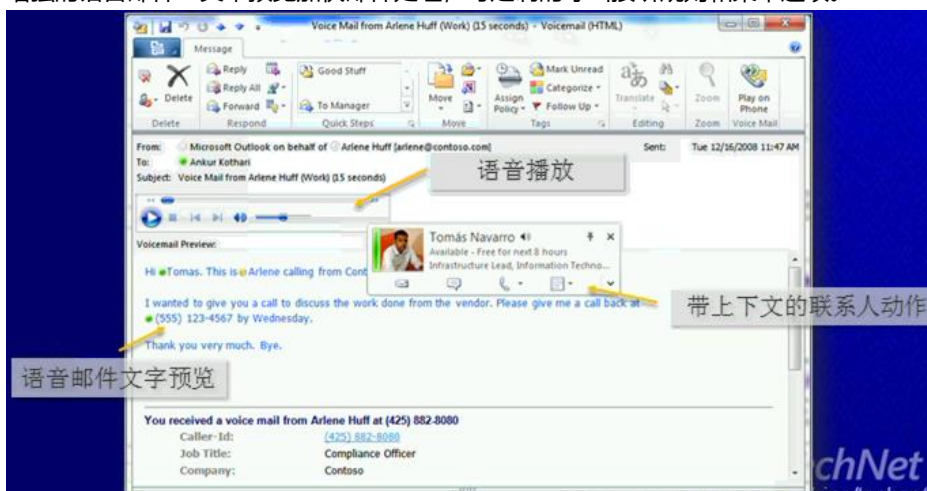 Voice Mail from Arlene Huff (Work) (15 seconds) - Voicemail (HTML)
Message
Reply
Reply All
Forward
Delete
Good Stuff
To Manager
Move
Assign Policy
Mark Unread
Categorize
Follow Up
Translate
Zoom
Play on Phone
Delete
Respond
Quick Steps
Move
Tags
Editing
Zoom
Voice Mail
From: Microsoft Outlook on behalf of Arlene Huff [arlene@contoso.com]
Sent: Tue 12/16/2008 11:47 AM
To: Ankur Kothari
Subject: Voice Mail from Arlene Huff (Work) (15 seconds)
语音播放
Voicemail Preview:
Tomás Navarro
Available - Free for next 8 hours
Infrastructure Lead, Information Techno...
Hi Tomas. This is Arlene calling from Cont
I wanted to give you a call to discuss the work done from the vendor. Please give me a call back at
(555) 123-4567 by Wednesday.
带上下文的联系人动作
Thank you very much. Bye.
语音邮件文字预览
You received a voice mail from Arlene Huff at (425) 882-8080
Caller-Id: (425) 882-8080
Job Title: Compliance Officer
Company: Contoso
chNet